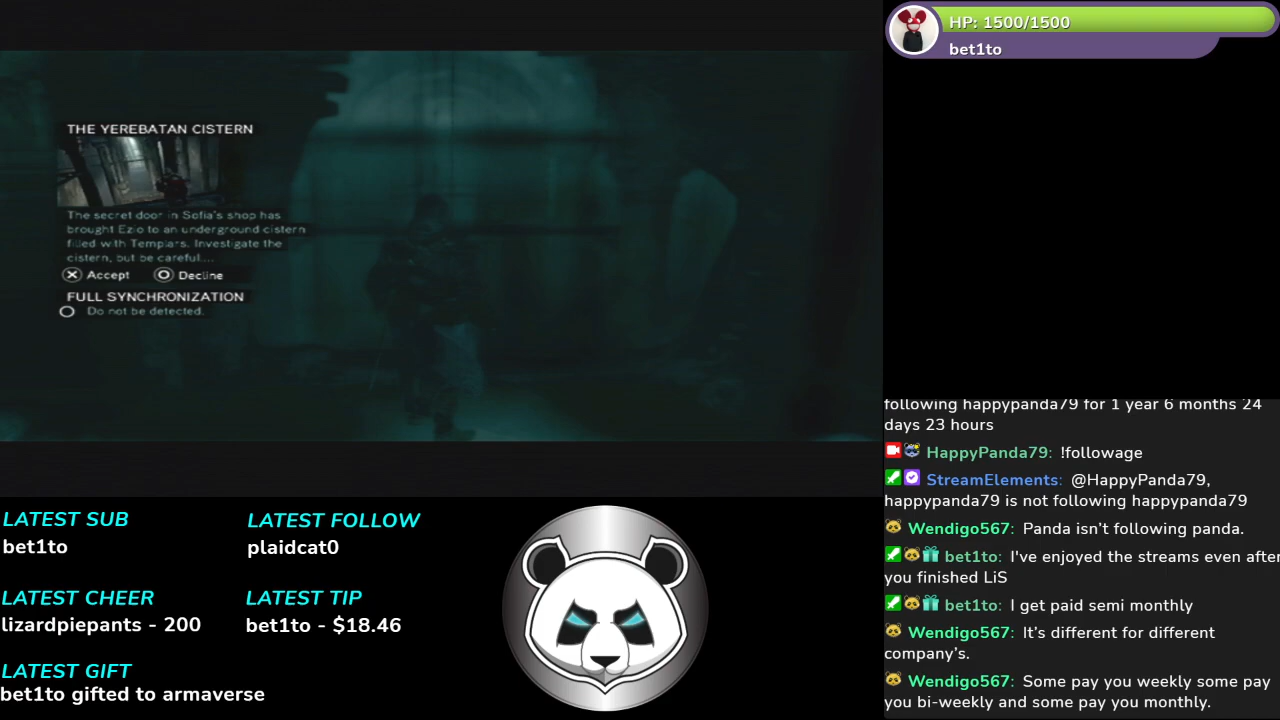 HP: 1500/1500
bet1to
THE YEREBATAN CISTERN
The secret door in Sofia's shop has
brought Ezio to an underground cistern
filled with Templars. Investigate the
cistern, but be careful....
Accept Decline
FULL SYNCHRONIZATION
Do not be detected.
following happypanda79 for 1 year 6 months 24
days 23 hours
HappyPanda79: !followage
StreamElements: @HappyPanda79,
happypanda79 is not following happypanda79
Wendigo567: Panda isn't following panda.
bet1to: I've enjoyed the streams even after
you finished LiS
bet1to: I get paid semi monthly
Wendigo567: It's different for different
company's.
Wendigo567: Some pay you weekly some pay
you bi-weekly and some pay you monthly.
LATEST SUB
bet1to
LATEST FOLLOW
plaidcat0
LATEST CHEER
lizardpiepants - 200
LATEST TIP
bet1to - $18.46
LATEST GIFT
bet1to gifted to armaverse